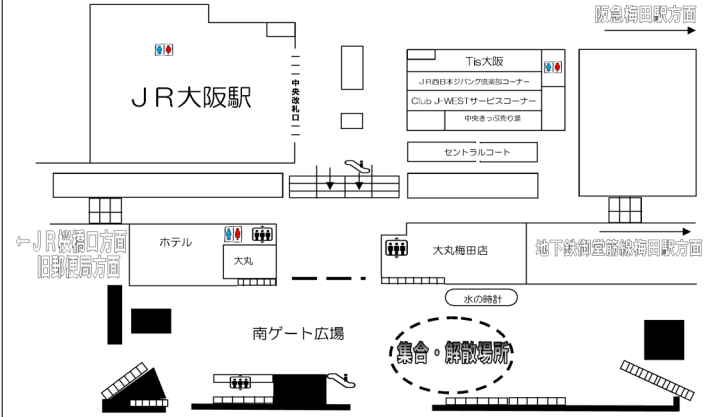 阪急梅田駅方面
JR大阪駅
中央改札口
Tis大阪
JR西日本ジパング倶楽部コーナー
Club J-WESTサービスコーナー
中央きっぷ売り場
セントラルコート
←JR桜橋口方面
旧郵便局方面
ホテル
大丸
大丸梅田店
地下鉄御堂筋線梅田駅方面
水の時計
南ゲート広場
集合・解散場所